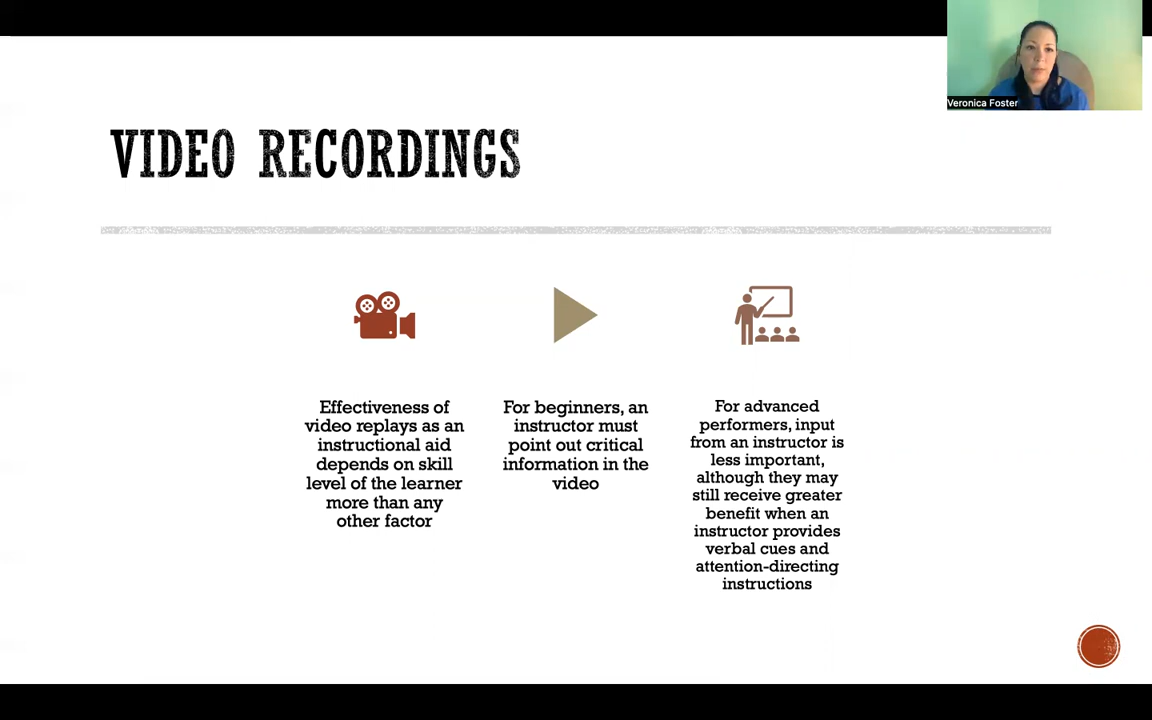 Veronica Foster
VIDEO RECORDINGS
Effectiveness of
video replays as an
instructional aid
depends on skill
level of the learner
more than any
other factor
For beginners, an
instructor must
point out critical
information in the
video
For advanced
performers, input
from an instructor is
less important,
although they may
still receive greater
benefit when an
instructor provides
verbal cues and
attention-directing
instructions